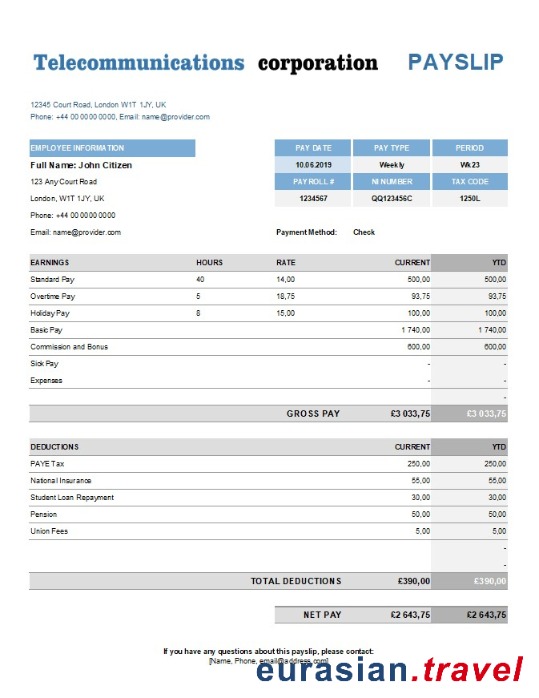 Telecommunications corporation PAYSLIP
12345 Court Road, London W1T 1JY, UK
Phone: +44 00 0000 0000, Email: name@provider.com
EMPLOYEE INFORMATION PAY DATE PAY TYPE PERIOD
Full Name: John Citizen 10.06.2019 Weekly Wk 23
123 Any Court Road PAYROLL # NI NUMBER TAX CODE
London, W1T 1JY, UK 1234567 QQ123456C 1250L
Phone: +44 00 0000 0000
Email: name@provider.com Payment Method: Check
EARNINGS HOURS RATE CURRENT YTD
Standard Pay 40 14,00 500,00 500,00
Overtime Pay 5 18,75 93,75 93,75
Holiday Pay 8 15,00 100,00 100,00
Basic Pay 1 740,00 1 740,00
Commission and Bonus 600,00 600,00
Sick Pay - -
Expenses - -
-
GROSS PAY £3 033,75 £3 033,75
DEDUCTIONS CURRENT YTD
PAYE Tax 250,00 250,00
National Insurance 55,00 55,00
Student Loan Repayment 30,00 30,00
Pension 50,00 50,00
Union Fees 5,00 5,00
-
-
TOTAL DEDUCTIONS £390,00 £390,00
NET PAY £2 643,75 £2 643,75
If you have any questions about this payslip, please contact:
[Name, Phone, email@address.com]
eurasian.travel